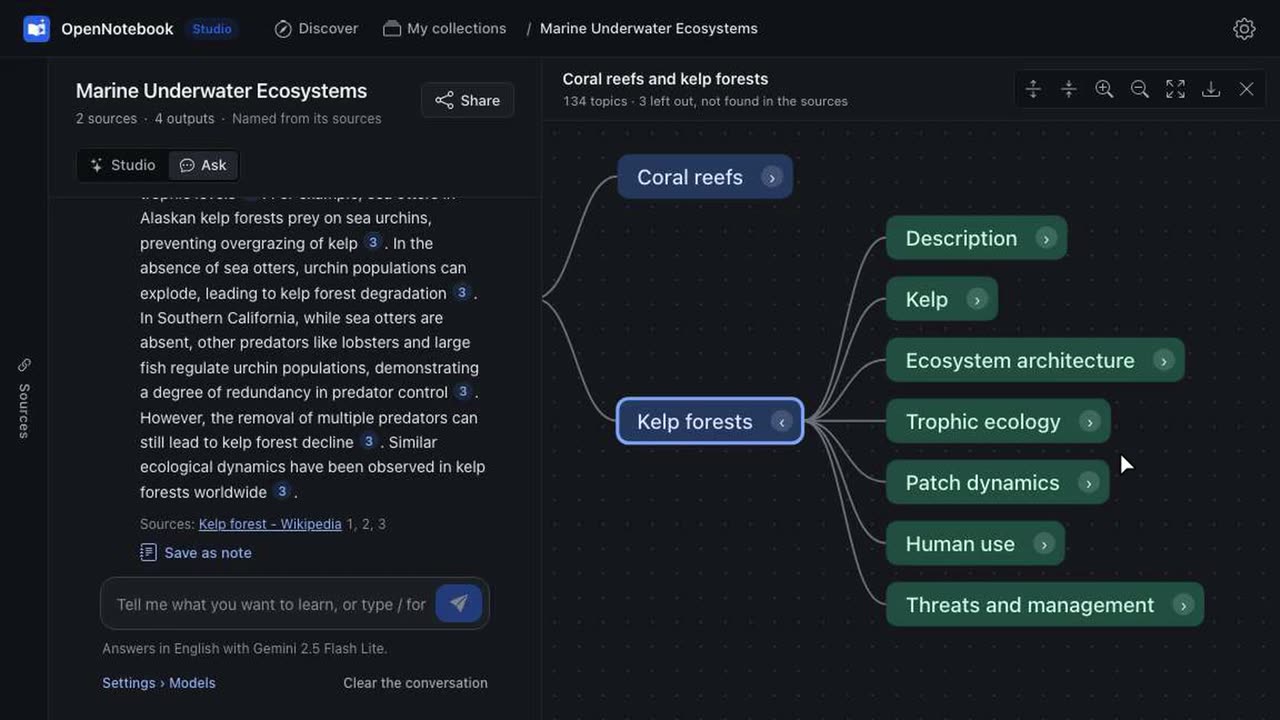 OpenNotebook Studio Discover My collections / Marine Underwater Ecosystems
Marine Underwater Ecosystems
2 sources · 4 outputs · Named from its sources
Share
Studio Ask
Alaskan kelp forests prey on sea urchins,
preventing overgrazing of kelp 3 . In the
absence of sea otters, urchin populations can
explode, leading to kelp forest degradation 3 .
In Southern California, while sea otters are
absent, other predators like lobsters and large
fish regulate urchin populations, demonstrating
a degree of redundancy in predator control 3 .
However, the removal of multiple predators can
still lead to kelp forest decline 3 . Similar
ecological dynamics have been observed in kelp
forests worldwide 3 .
Sources: Kelp forest - Wikipedia 1, 2, 3
Save as note
Tell me what you want to learn, or type / for
Answers in English with Gemini 2.5 Flash Lite.
Settings › Models
Clear the conversation
Sources
Coral reefs and kelp forests
134 topics · 3 left out, not found in the sources
Coral reefs ›
Kelp forests ‹
Description ›
Kelp ›
Ecosystem architecture ›
Trophic ecology ›
Patch dynamics ›
Human use ›
Threats and management ›